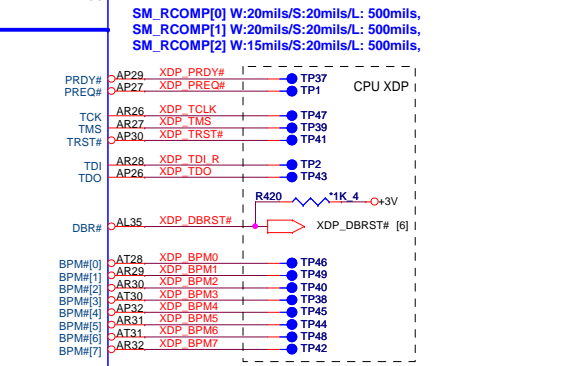 SM_RCOMP[0] W:20mils/S:20mils/L: 500mils,
SM_RCOMP[1] W:20mils/S:20mils/L: 500mils,
SM_RCOMP[2] W:15mils/S:20mils/L: 500mils,
CPU XDP
PRDY# AP29 XDP_PRDY# TP37
PREQ# AP27 XDP_PREQ# TP1
TCK AR26 XDP_TCLK TP47
TMS AR27 XDP_TMS TP39
TRST# AP30 XDP_TRST# TP41
TDI AR28 XDP_TDI_R TP2
TDO AP26 XDP_TDO TP43
R420 *1K_4 +3V
DBR# AL35 XDP_DBRST# XDP_DBRST# [6]
BPM#[0] AT28 XDP_BPM0 TP46
BPM#[1] AR29 XDP_BPM1 TP49
BPM#[2] AR30 XDP_BPM2 TP40
BPM#[3] AT30 XDP_BPM3 TP38
BPM#[4] AP32 XDP_BPM4 TP45
BPM#[5] AR31 XDP_BPM5 TP44
BPM#[6] AT31 XDP_BPM6 TP48
BPM#[7] AR32 XDP_BPM7 TP42